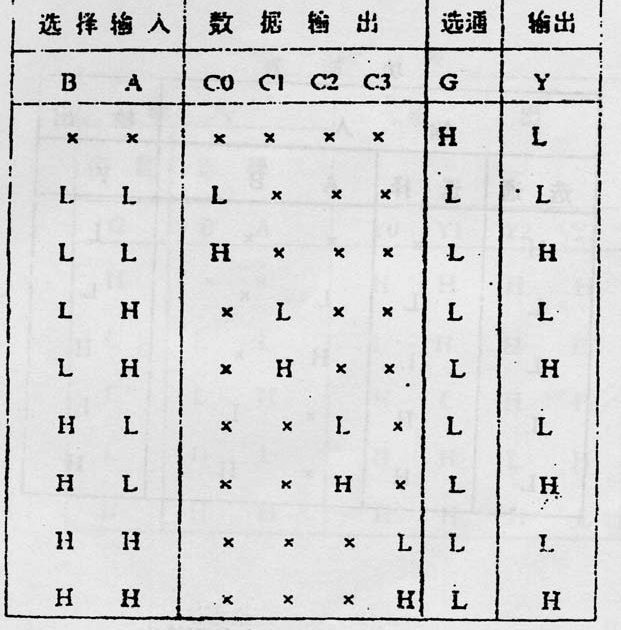 选择输入 数据输出 选通 输出
B A C0 C1 C2 C3 G Y
× × × × × × H L
L L L × × × L L
L L H × × × L H
L H × L × × L L
L H × H × × L H
H L × × L × L L
H L × × H × L H
H H × × × L L L
H H × × × H L H